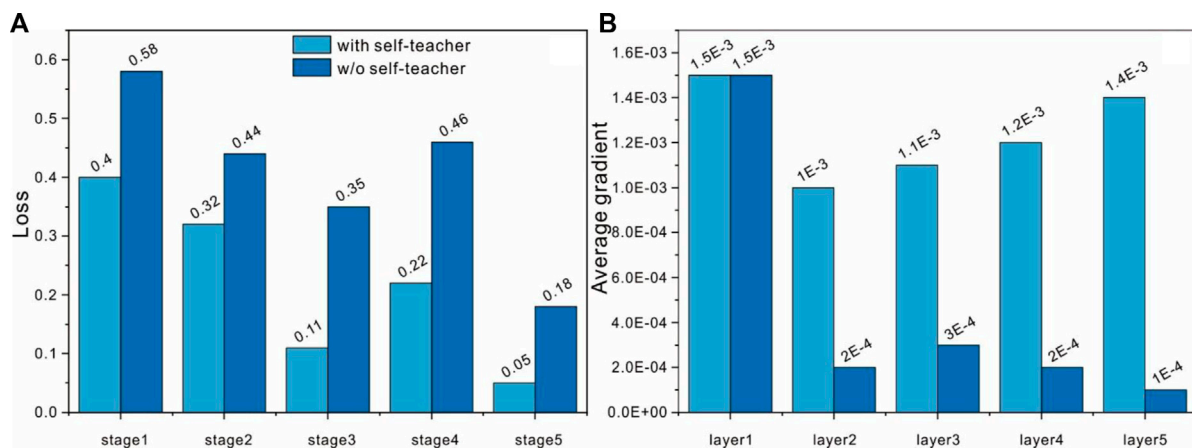 A
with self-teacher
w/o self-teacher
Loss
0.6
0.5
0.4
0.3
0.2
0.1
0.0
0.4
0.58
0.32
0.44
0.11
0.35
0.22
0.46
0.05
0.18
stage1
stage2
stage3
stage4
stage5
B
Average gradient
1.6E-03
1.4E-03
1.2E-03
1.0E-03
8.0E-04
6.0E-04
4.0E-04
2.0E-04
0.0E+00
1.5E-3
1.5E-3
1E-3
2E-4
1.1E-3
3E-4
1.2E-3
2E-4
1.4E-3
1E-4
layer1
layer2
layer3
layer4
layer5